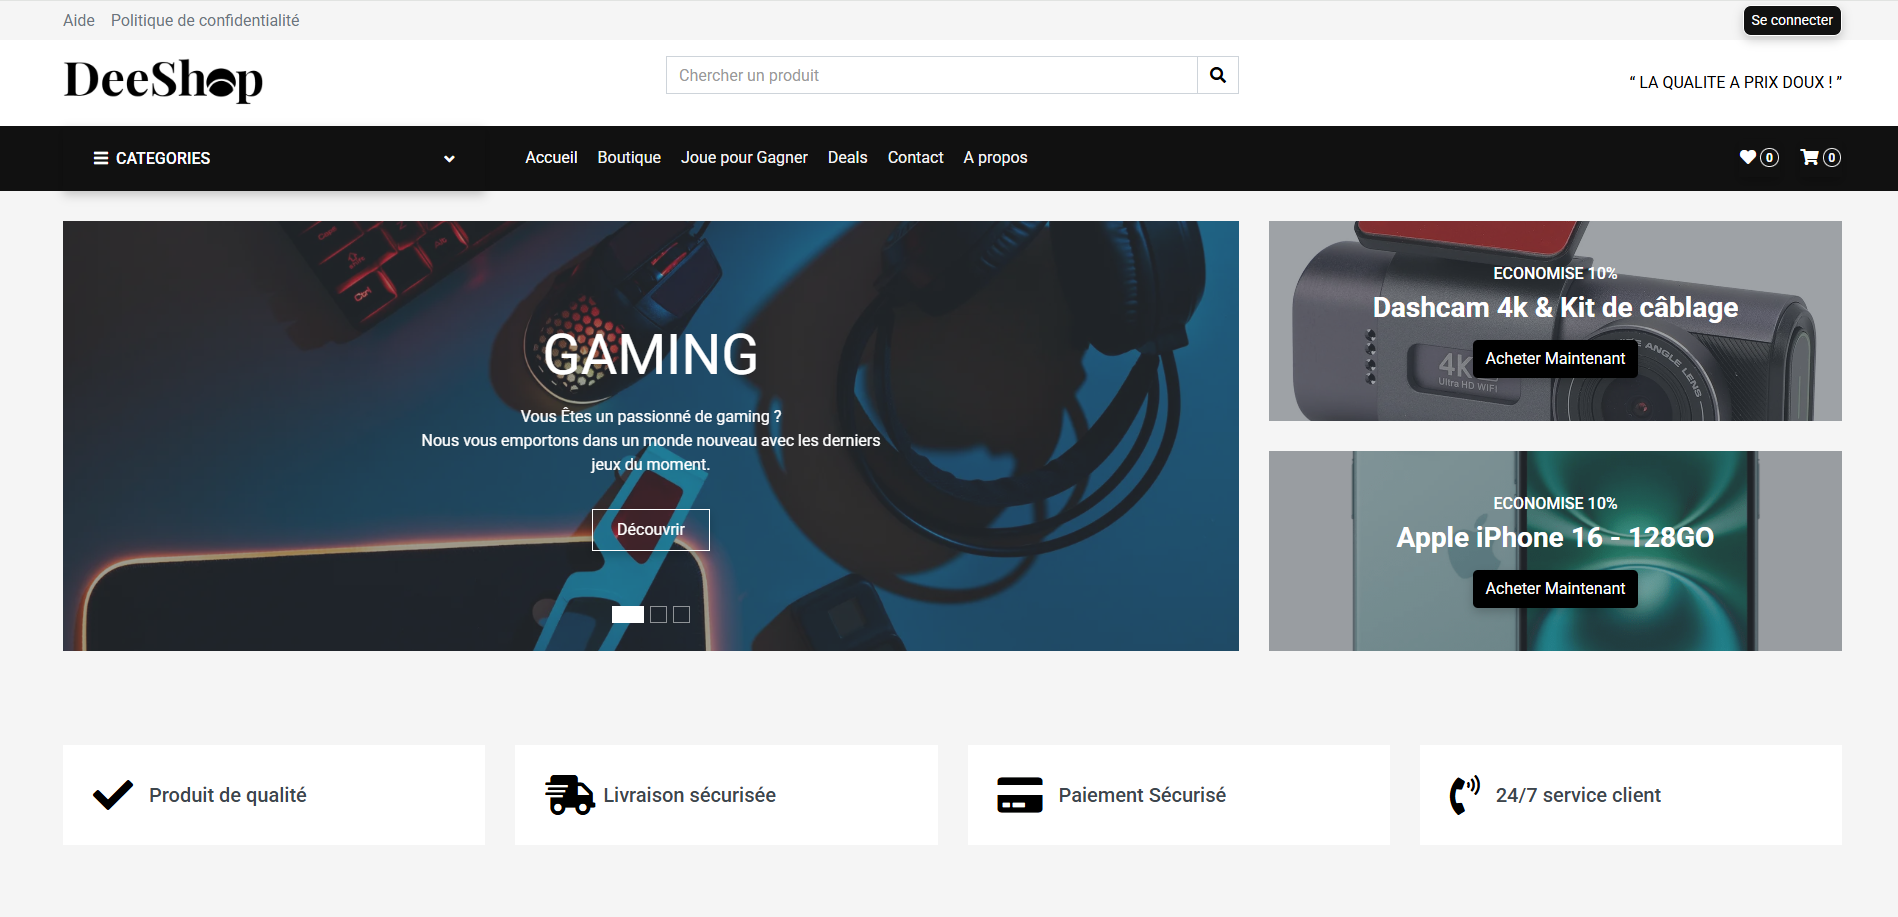 Aide Politique de confidentialité Se connecter
DeeShop
Chercher un produit
“ LA QUALITE A PRIX DOUX ! ”
CATEGORIES Accueil Boutique Joue pour Gagner Deals Contact A propos 0 0
GAMING
Vous Êtes un passionné de gaming ?
Nous vous emportons dans un monde nouveau avec les derniers
jeux du moment.
Découvrir
Ctrl
ECONOMISE 10%
Dashcam 4k & Kit de câblage
Acheter Maintenant
4K
Ultra HD WIFI
ANGLE LENS
ECONOMISE 10%
Apple iPhone 16 - 128GO
Acheter Maintenant
Produit de qualité
Livraison sécurisée
Paiement Sécurisé
24/7 service client